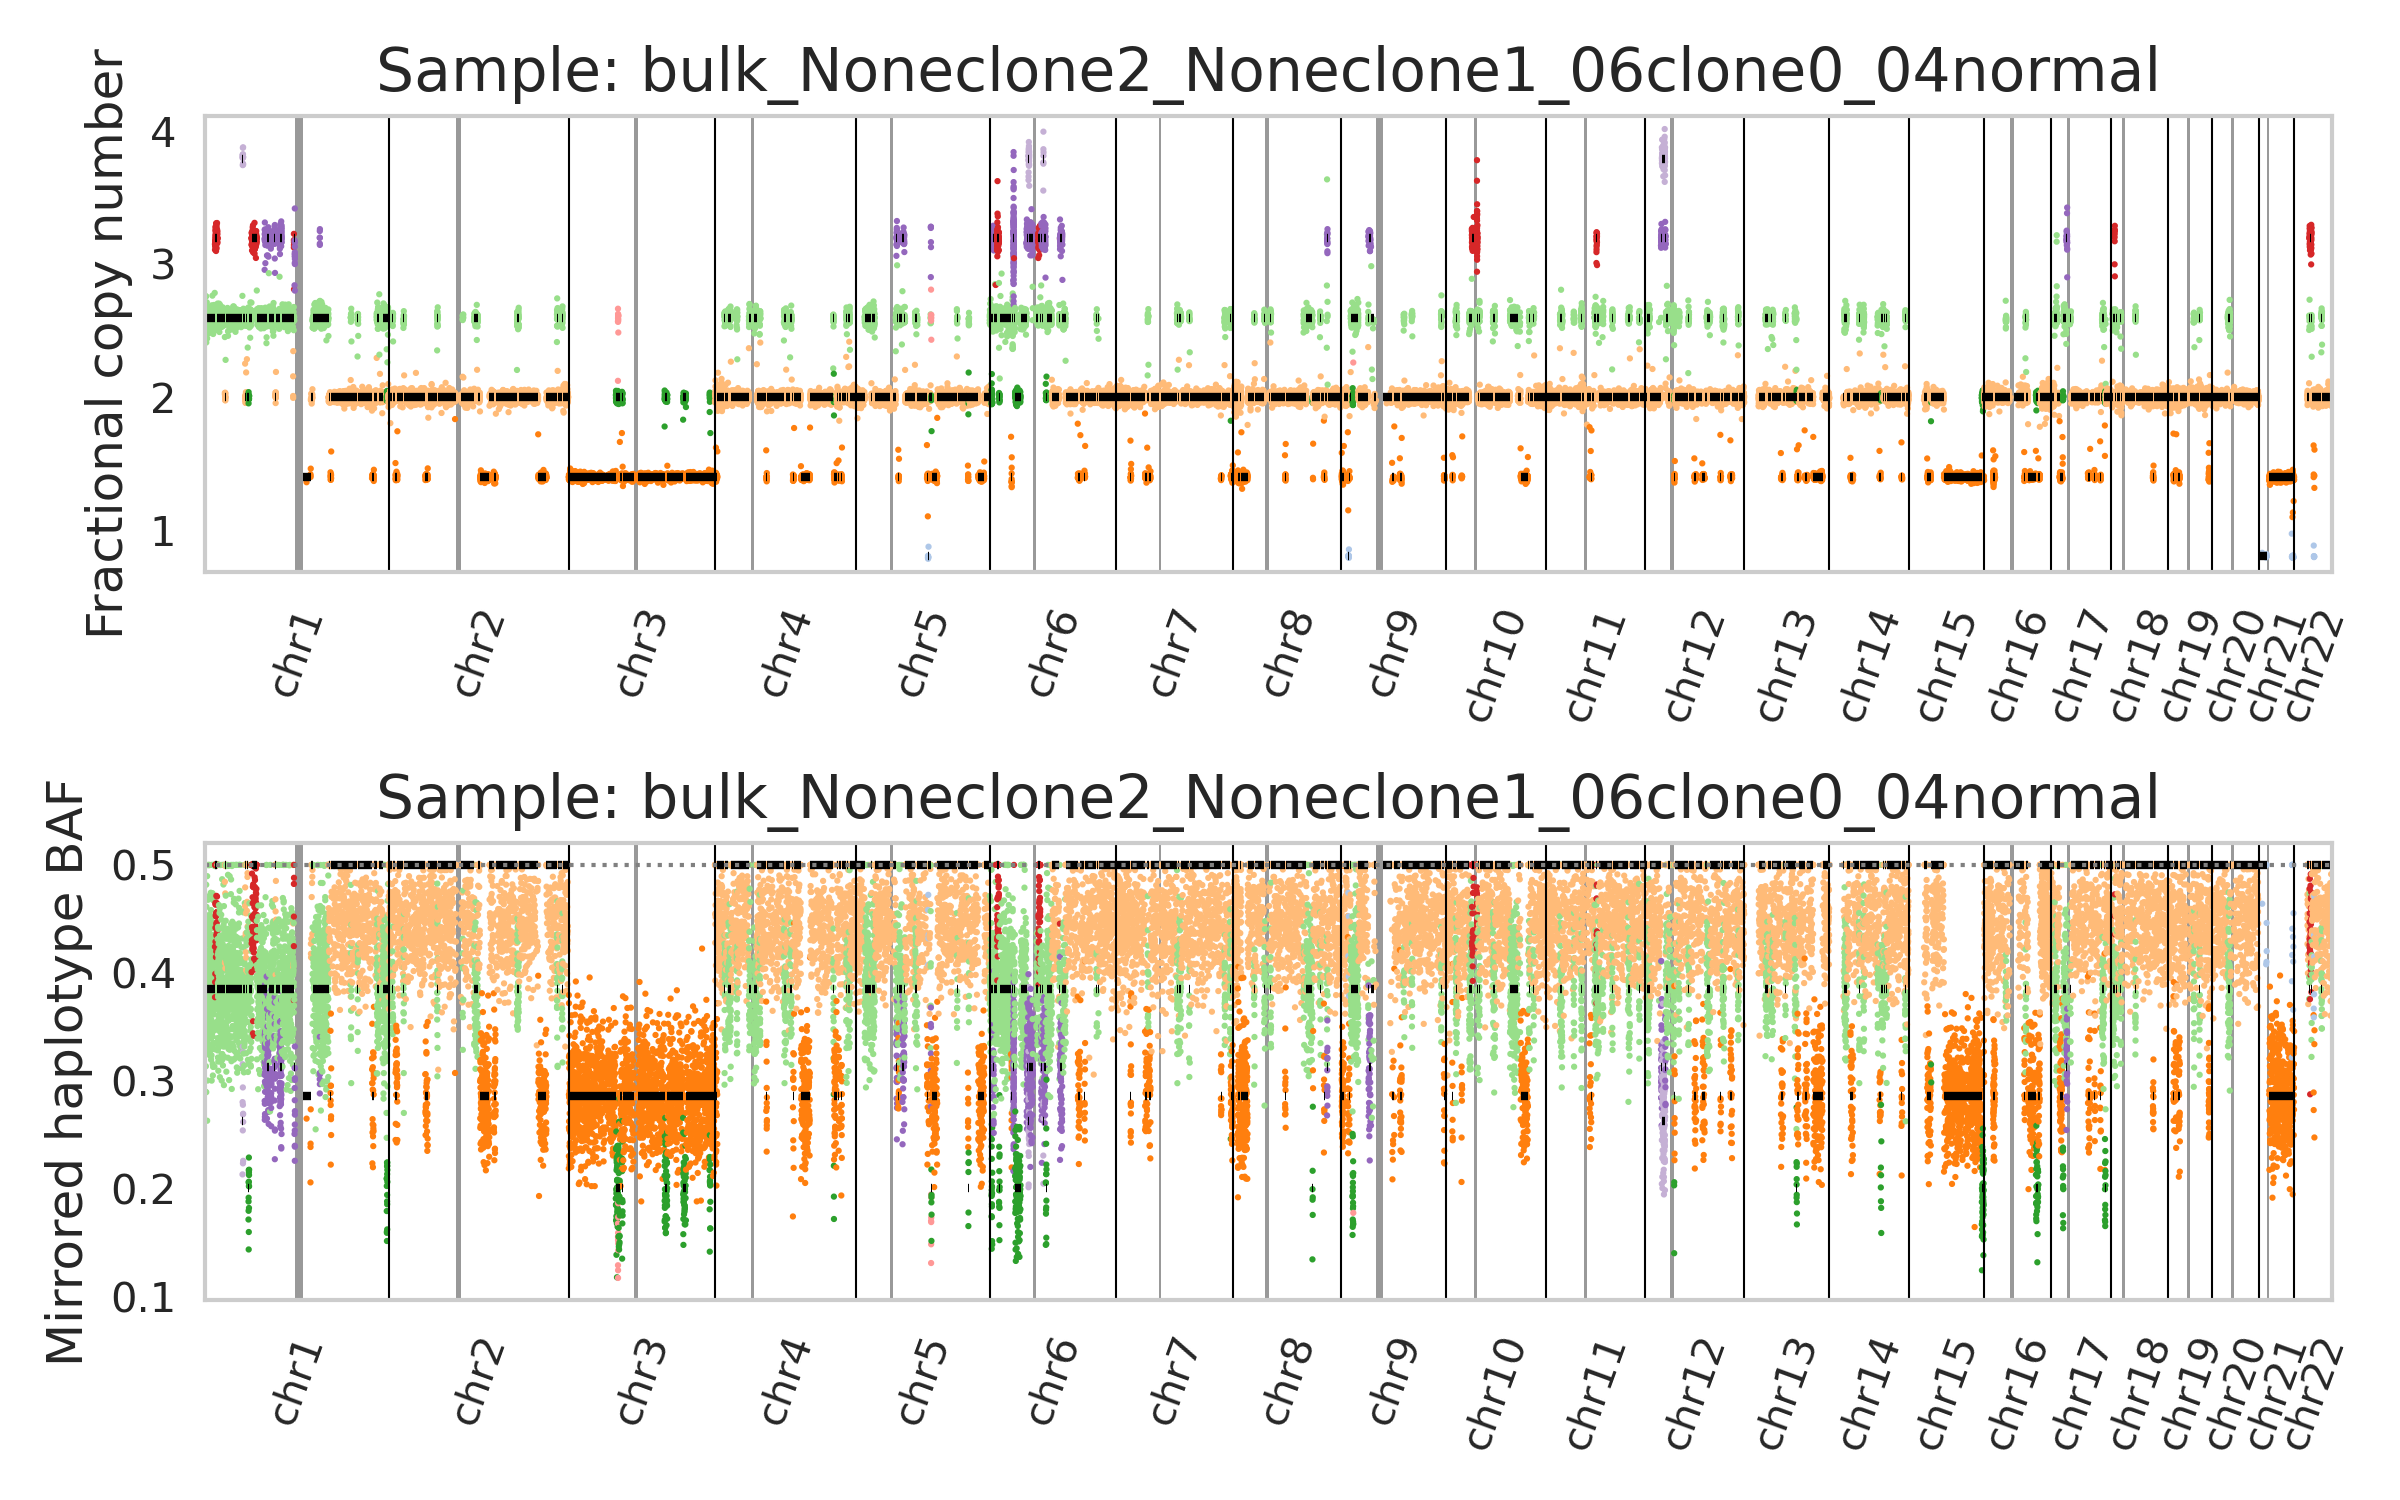 Sample: bulk_Noneclone2_Noneclone1_06clone0_04normal
Fractional copy number
4
3
2
1
chr1 chr2 chr3 chr4 chr5 chr6 chr7 chr8 chr9 chr10 chr11 chr12 chr13 chr14 chr15 chr16 chr17 chr18 chr19 chr20 chr21 chr22
Sample: bulk_Noneclone2_Noneclone1_06clone0_04normal
Mirrored haplotype BAF
0.5
0.4
0.3
0.2
0.1
chr1 chr2 chr3 chr4 chr5 chr6 chr7 chr8 chr9 chr10 chr11 chr12 chr13 chr14 chr15 chr16 chr17 chr18 chr19 chr20 chr21 chr22